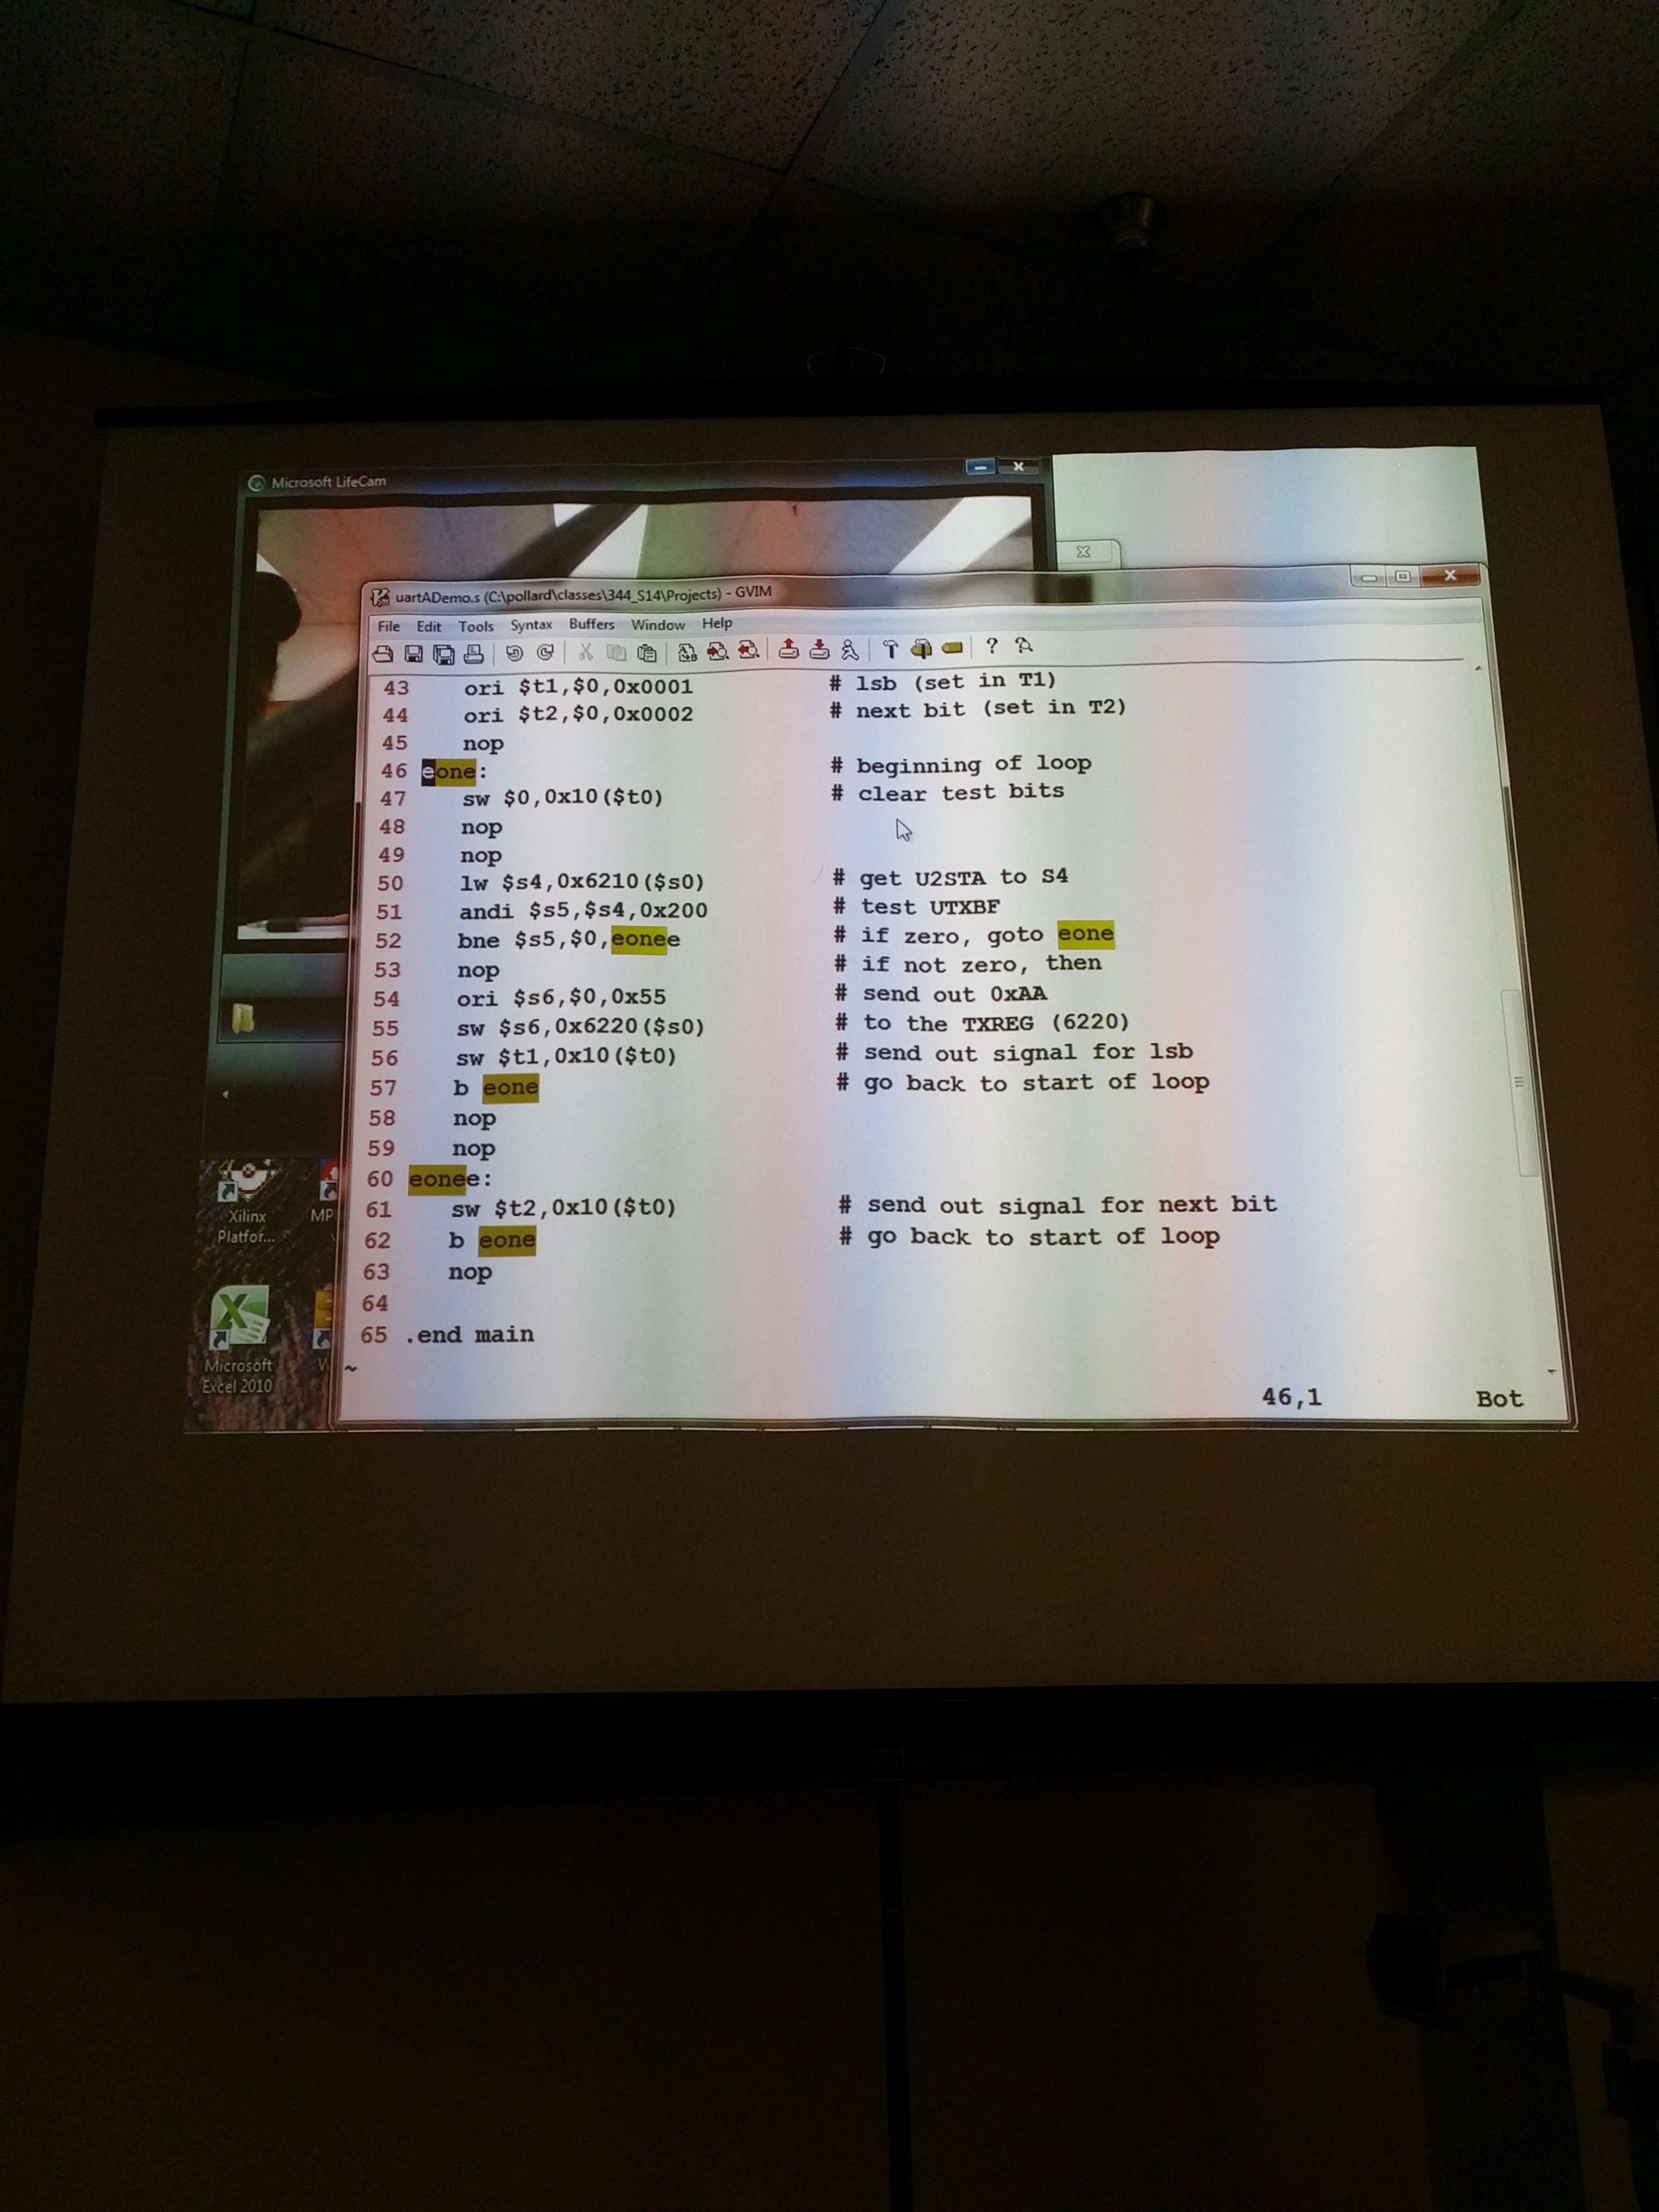 Microsoft LifeCam
uartADemo.s (C:\pollard\classes\344_S14\Projects) - GVIM
File Edit Tools Syntax Buffers Window Help
43 ori $t1,$0,0x0001 # lsb (set in T1)
44 ori $t2,$0,0x0002 # next bit (set in T2)
45 nop
46 eone: # beginning of loop
47 sw $0,0x10($t0) # clear test bits
48 nop
49 nop
50 lw $s4,0x6210($s0) # get U2STA to S4
51 andi $s5,$s4,0x200 # test UTXBF
52 bne $s5,$0,eonee # if zero, goto eone
53 nop # if not zero, then
54 ori $s6,$0,0x55 # send out 0xAA
55 sw $s6,0x6220($s0) # to the TXREG (6220)
56 sw $t1,0x10($t0) # send out signal for lsb
57 b eone # go back to start of loop
58 nop
59 nop
60 eonee:
61 sw $t2,0x10($t0) # send out signal for next bit
62 b eone # go back to start of loop
63 nop
64
65 .end main
~
46,1 Bot
Xilinx
Platfor...
MP
Microsoft
Excel 2010
W